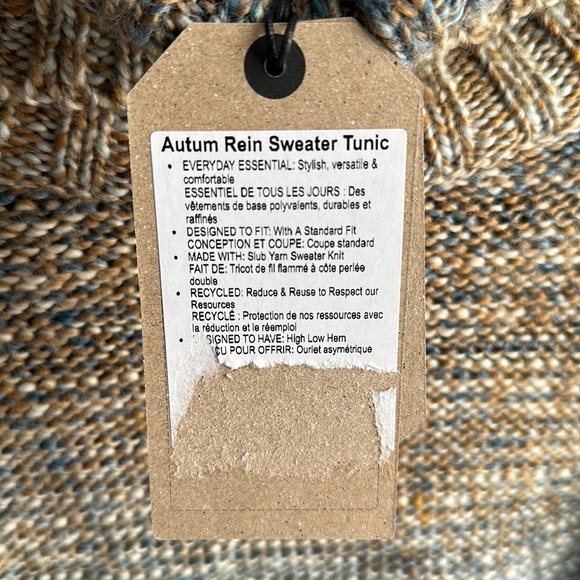 Autum Rein Sweater Tunic
• EVERYDAY ESSENTIAL: Stylish, versatile &
comfortable
ESSENTIEL DE TOUS LES JOURS : Des
vêtements de base polyvalents, durables et
raffinés
• DESIGNED TO FIT: With A Standard Fit
CONCEPTION ET COUPE: Coupe standard
• MADE WITH: Slub Yarn Sweater Knit
FAIT DE: Tricot de fil flammé à côte perlée
double
• RECYCLED: Reduce & Reuse to Respect our
Resources
RECYCLÉ : Protection de nos ressources avec
la réduction et le réemploi
• SIGNED TO HAVE: High Low Hem
POUR OFFRIR: Ourlet asymétrique